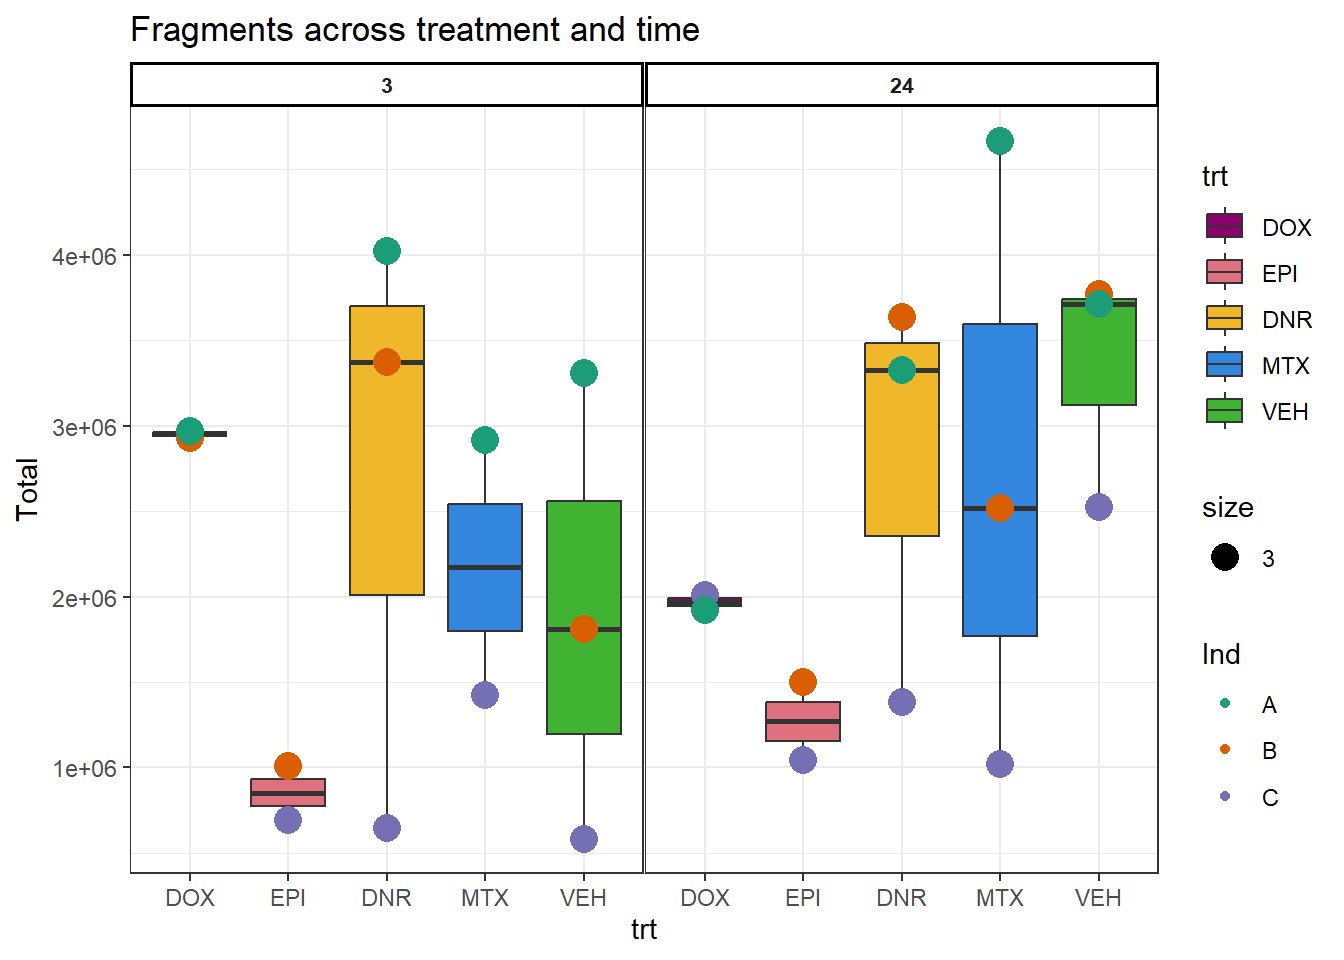 Fragments across treatment and time
3
24
Total
4e+06
3e+06
2e+06
1e+06
DOX
EPI
DNR
MTX
VEH
DOX
EPI
DNR
MTX
VEH
trt
trt
DOX
EPI
DNR
MTX
VEH
size
3
Ind
A
B
C